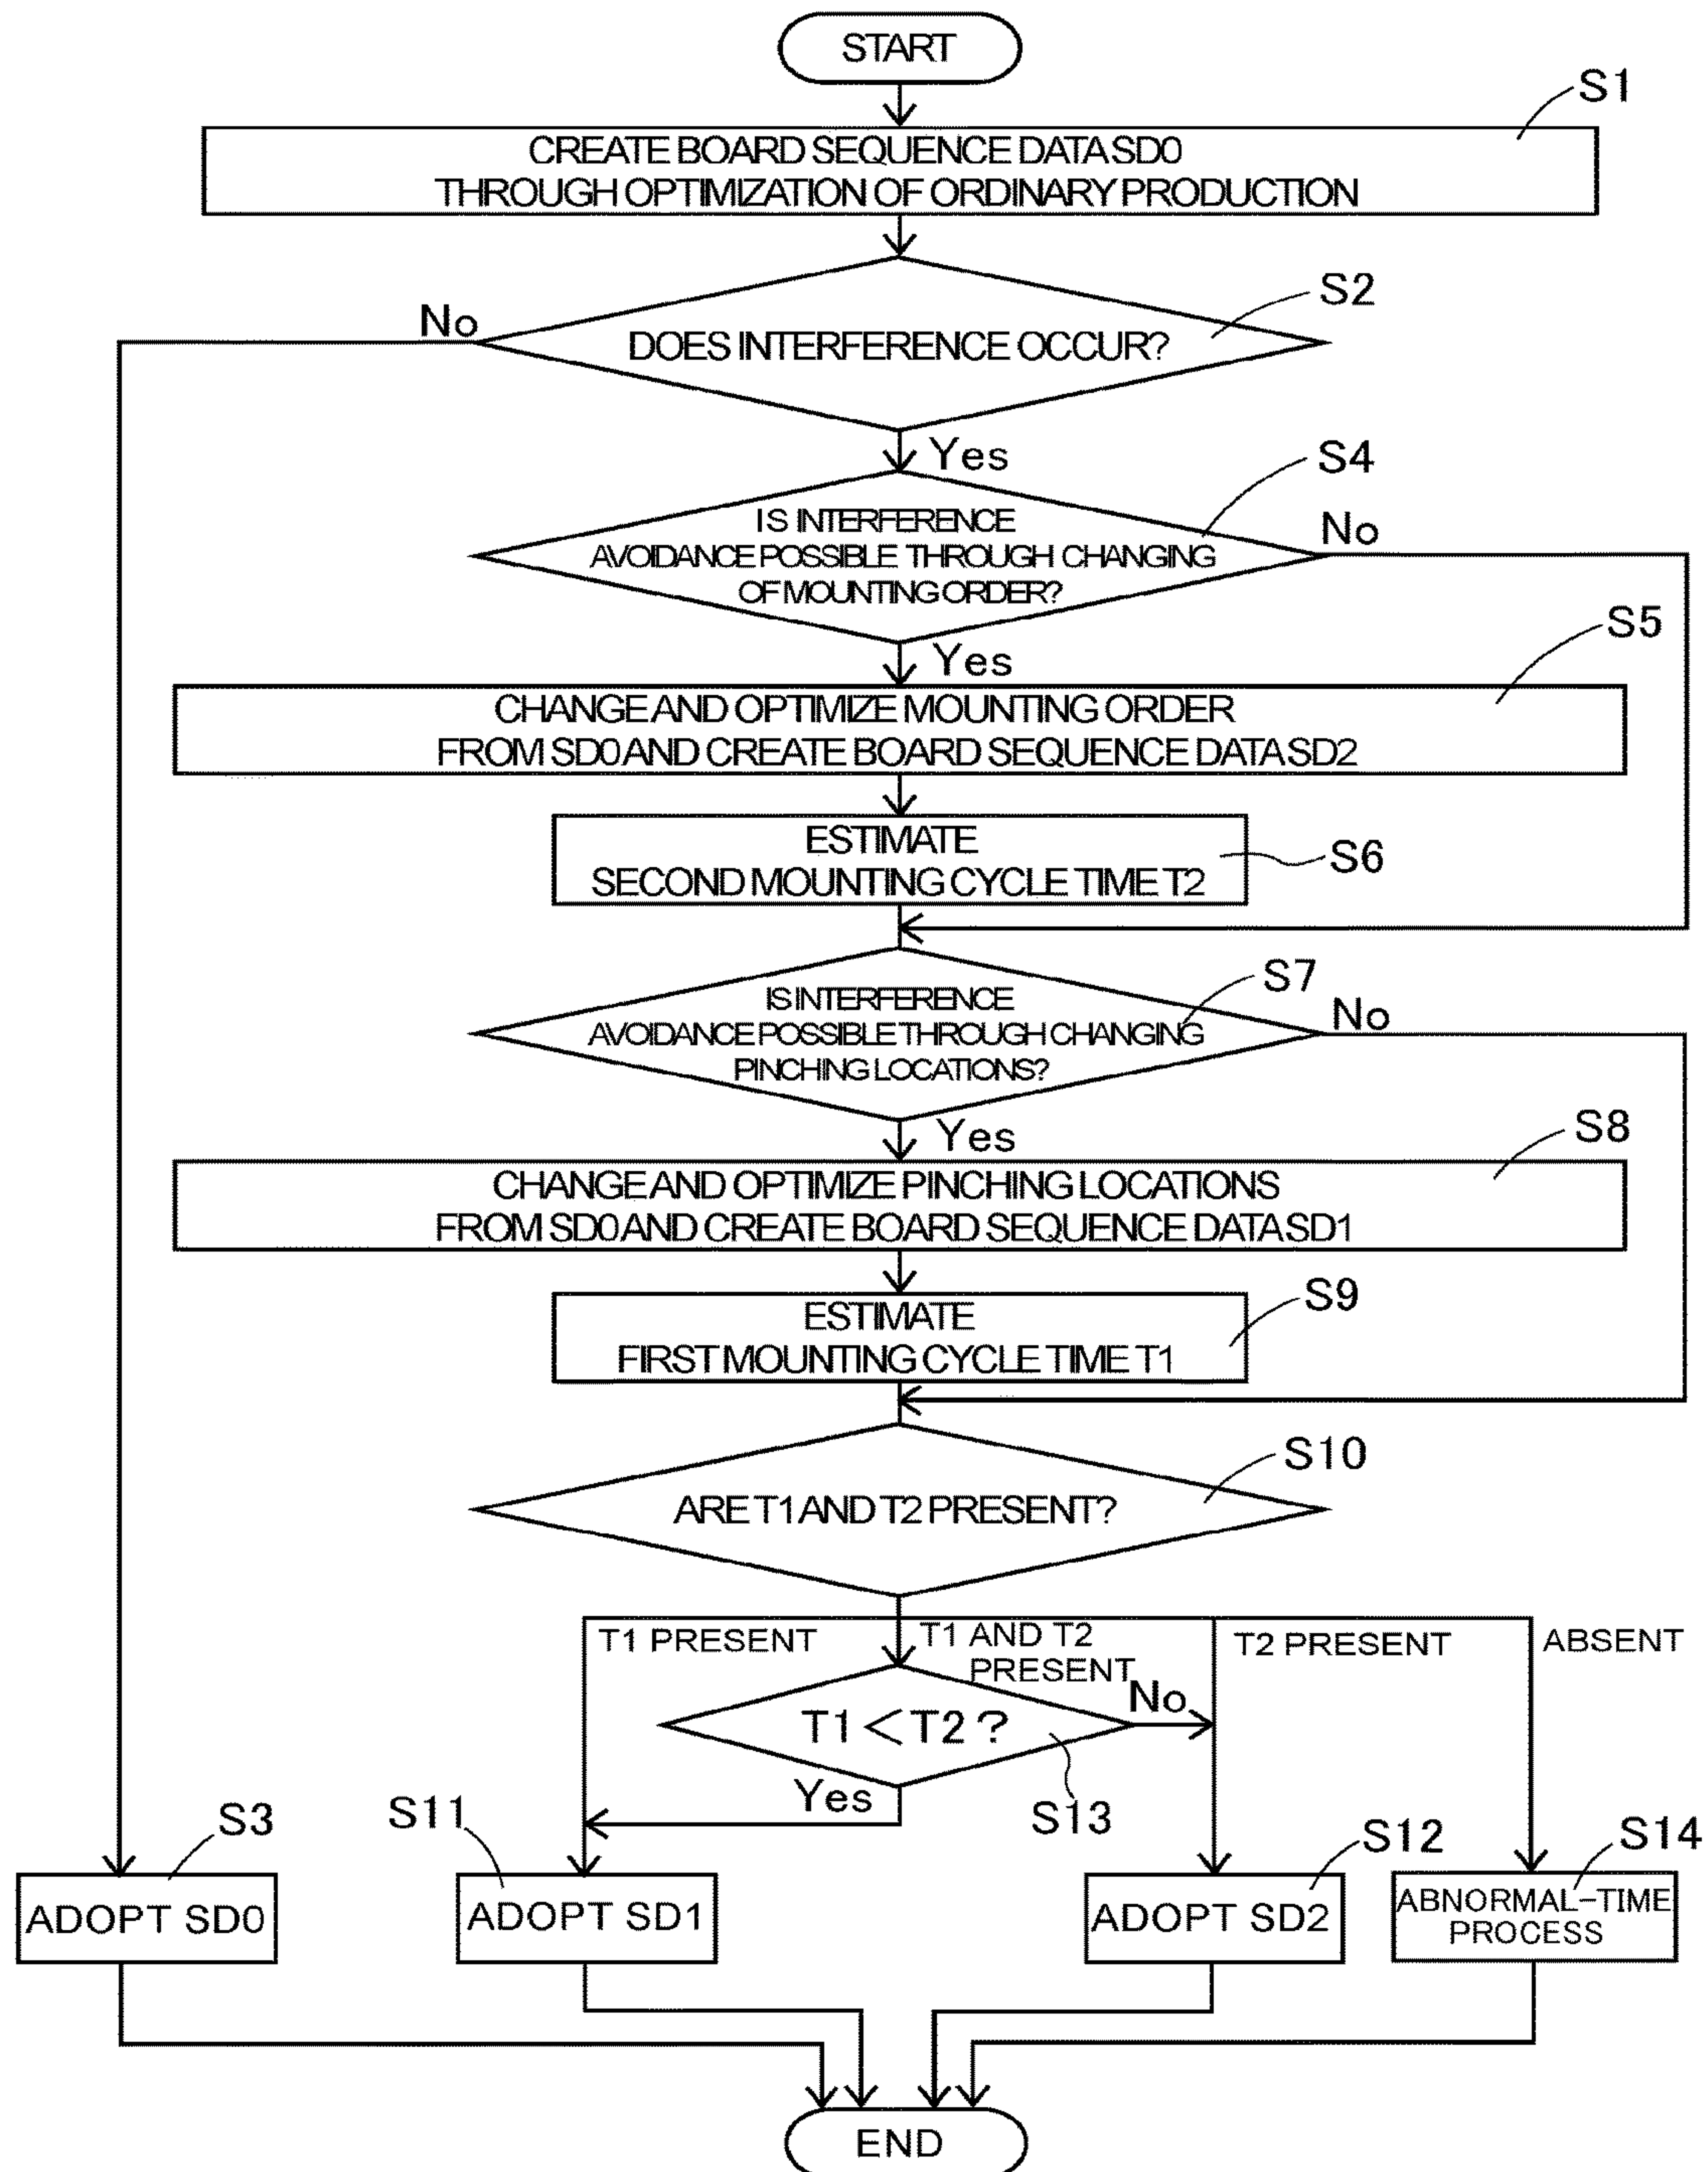 START
S1
CREATE BOARD SEQUENCE DATA SD0
THROUGH OPTIMIZATION OF ORDINARY PRODUCTION
S2
No
DOES INTERFERENCE OCCUR?
Yes
S4
IS INTERFERENCE
AVOIDANCE POSSIBLE THROUGH CHANGING
OF MOUNTING ORDER?
No
S5
Yes
CHANGE AND OPTIMIZE MOUNTING ORDER
FROM SD0 AND CREATE BOARD SEQUENCE DATA SD2
ESTIMATE
SECOND MOUNTING CYCLE TIME T2
S6
S7
IS INTERFERENCE
AVOIDANCE POSSIBLE THROUGH CHANGING
PINCHING LOCATIONS?
No
S8
Yes
CHANGE AND OPTIMIZE PINCHING LOCATIONS
FROM SD0 AND CREATE BOARD SEQUENCE DATA SD1
S9
ESTIMATE
FIRST MOUNTING CYCLE TIME T1
S10
ARE T1 AND T2 PRESENT?
T1 PRESENT
T1 AND T2
PRESENT
T2 PRESENT
ABSENT
No
T1<T2?
Yes
S13
S3
S11
S12
S14
ADOPT SD0
ADOPT SD1
ADOPT SD2
ABNORMAL-TIME
PROCESS
END